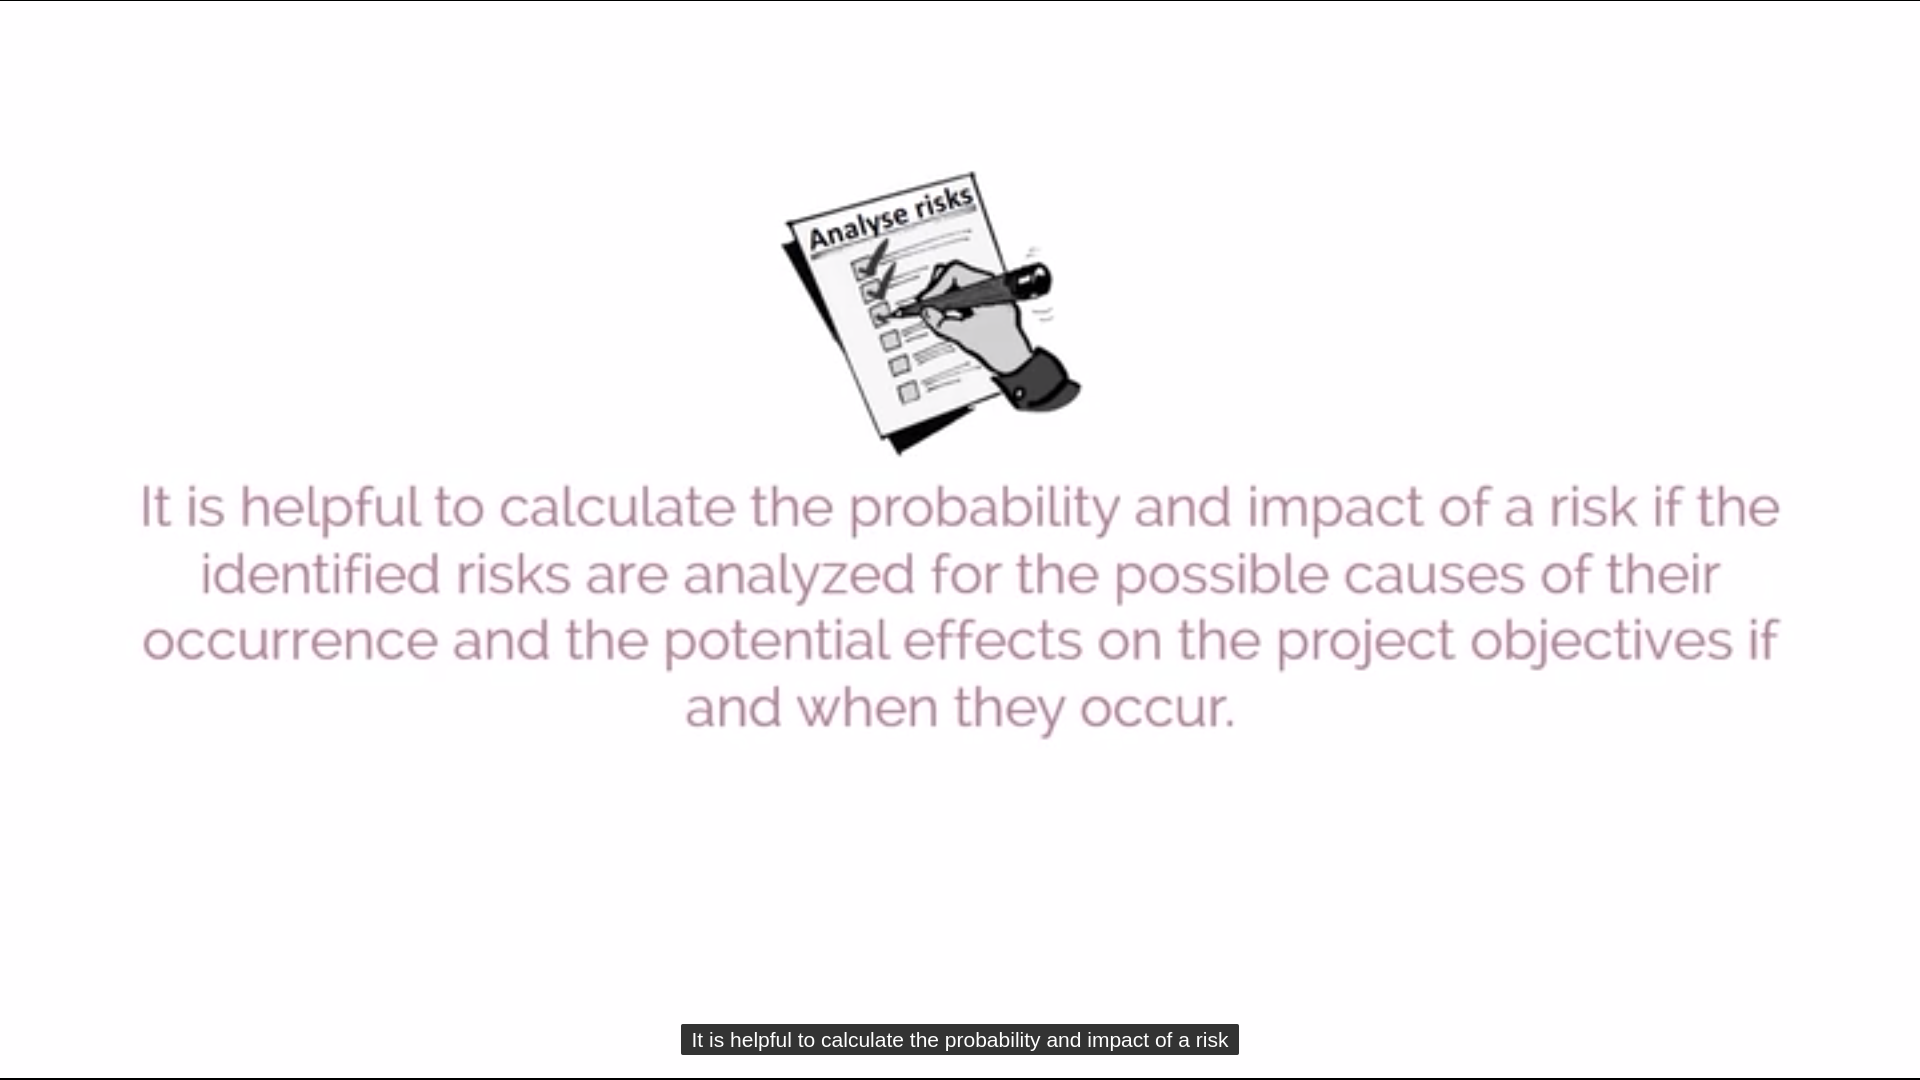 Analyse risks
It is helpful to calculate the probability and impact of a risk if the
identified risks are analyzed for the possible causes of their
occurrence and the potential effects on the project objectives if
and when they occur.
It is helpful to calculate the probability and impact of a risk